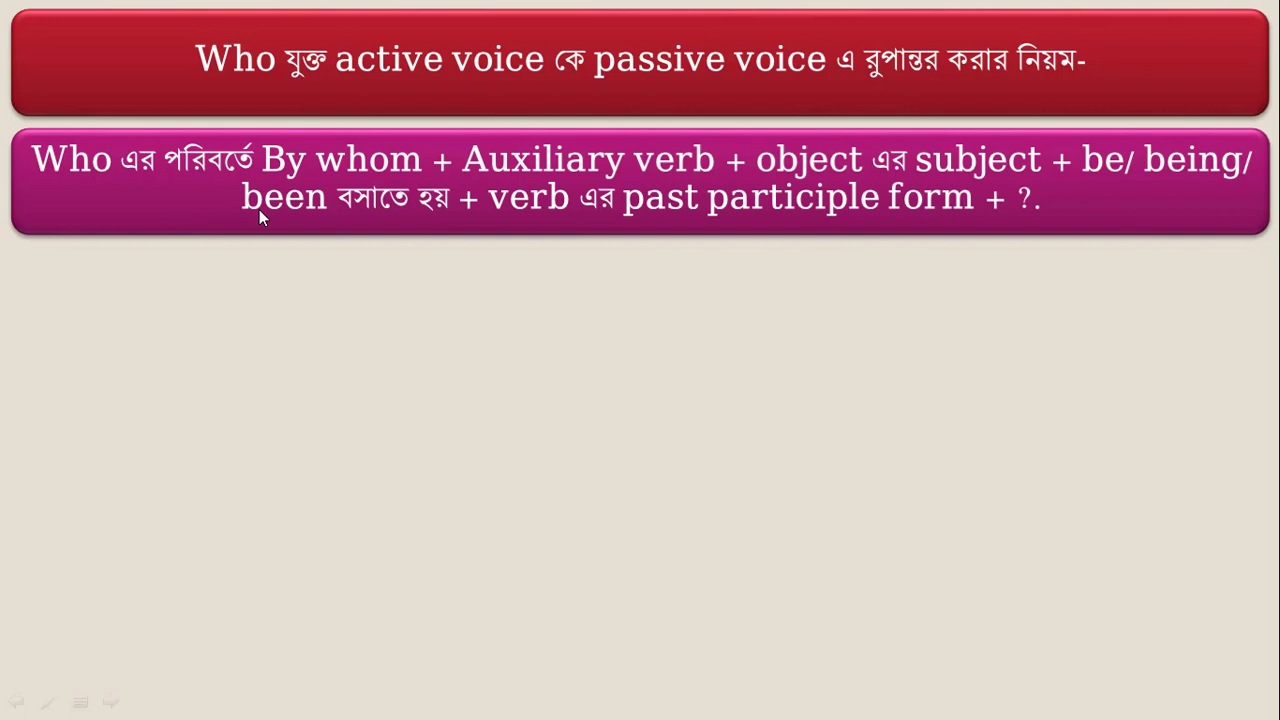 Who যুক্ত active voice কে passive voice এ রুপান্তর করার নিয়ম-
Who এর পরিবর্তে By whom + Auxiliary verb + object এর subject + be/ being/
been বসাতে হয় + verb এর past participle form + ?.